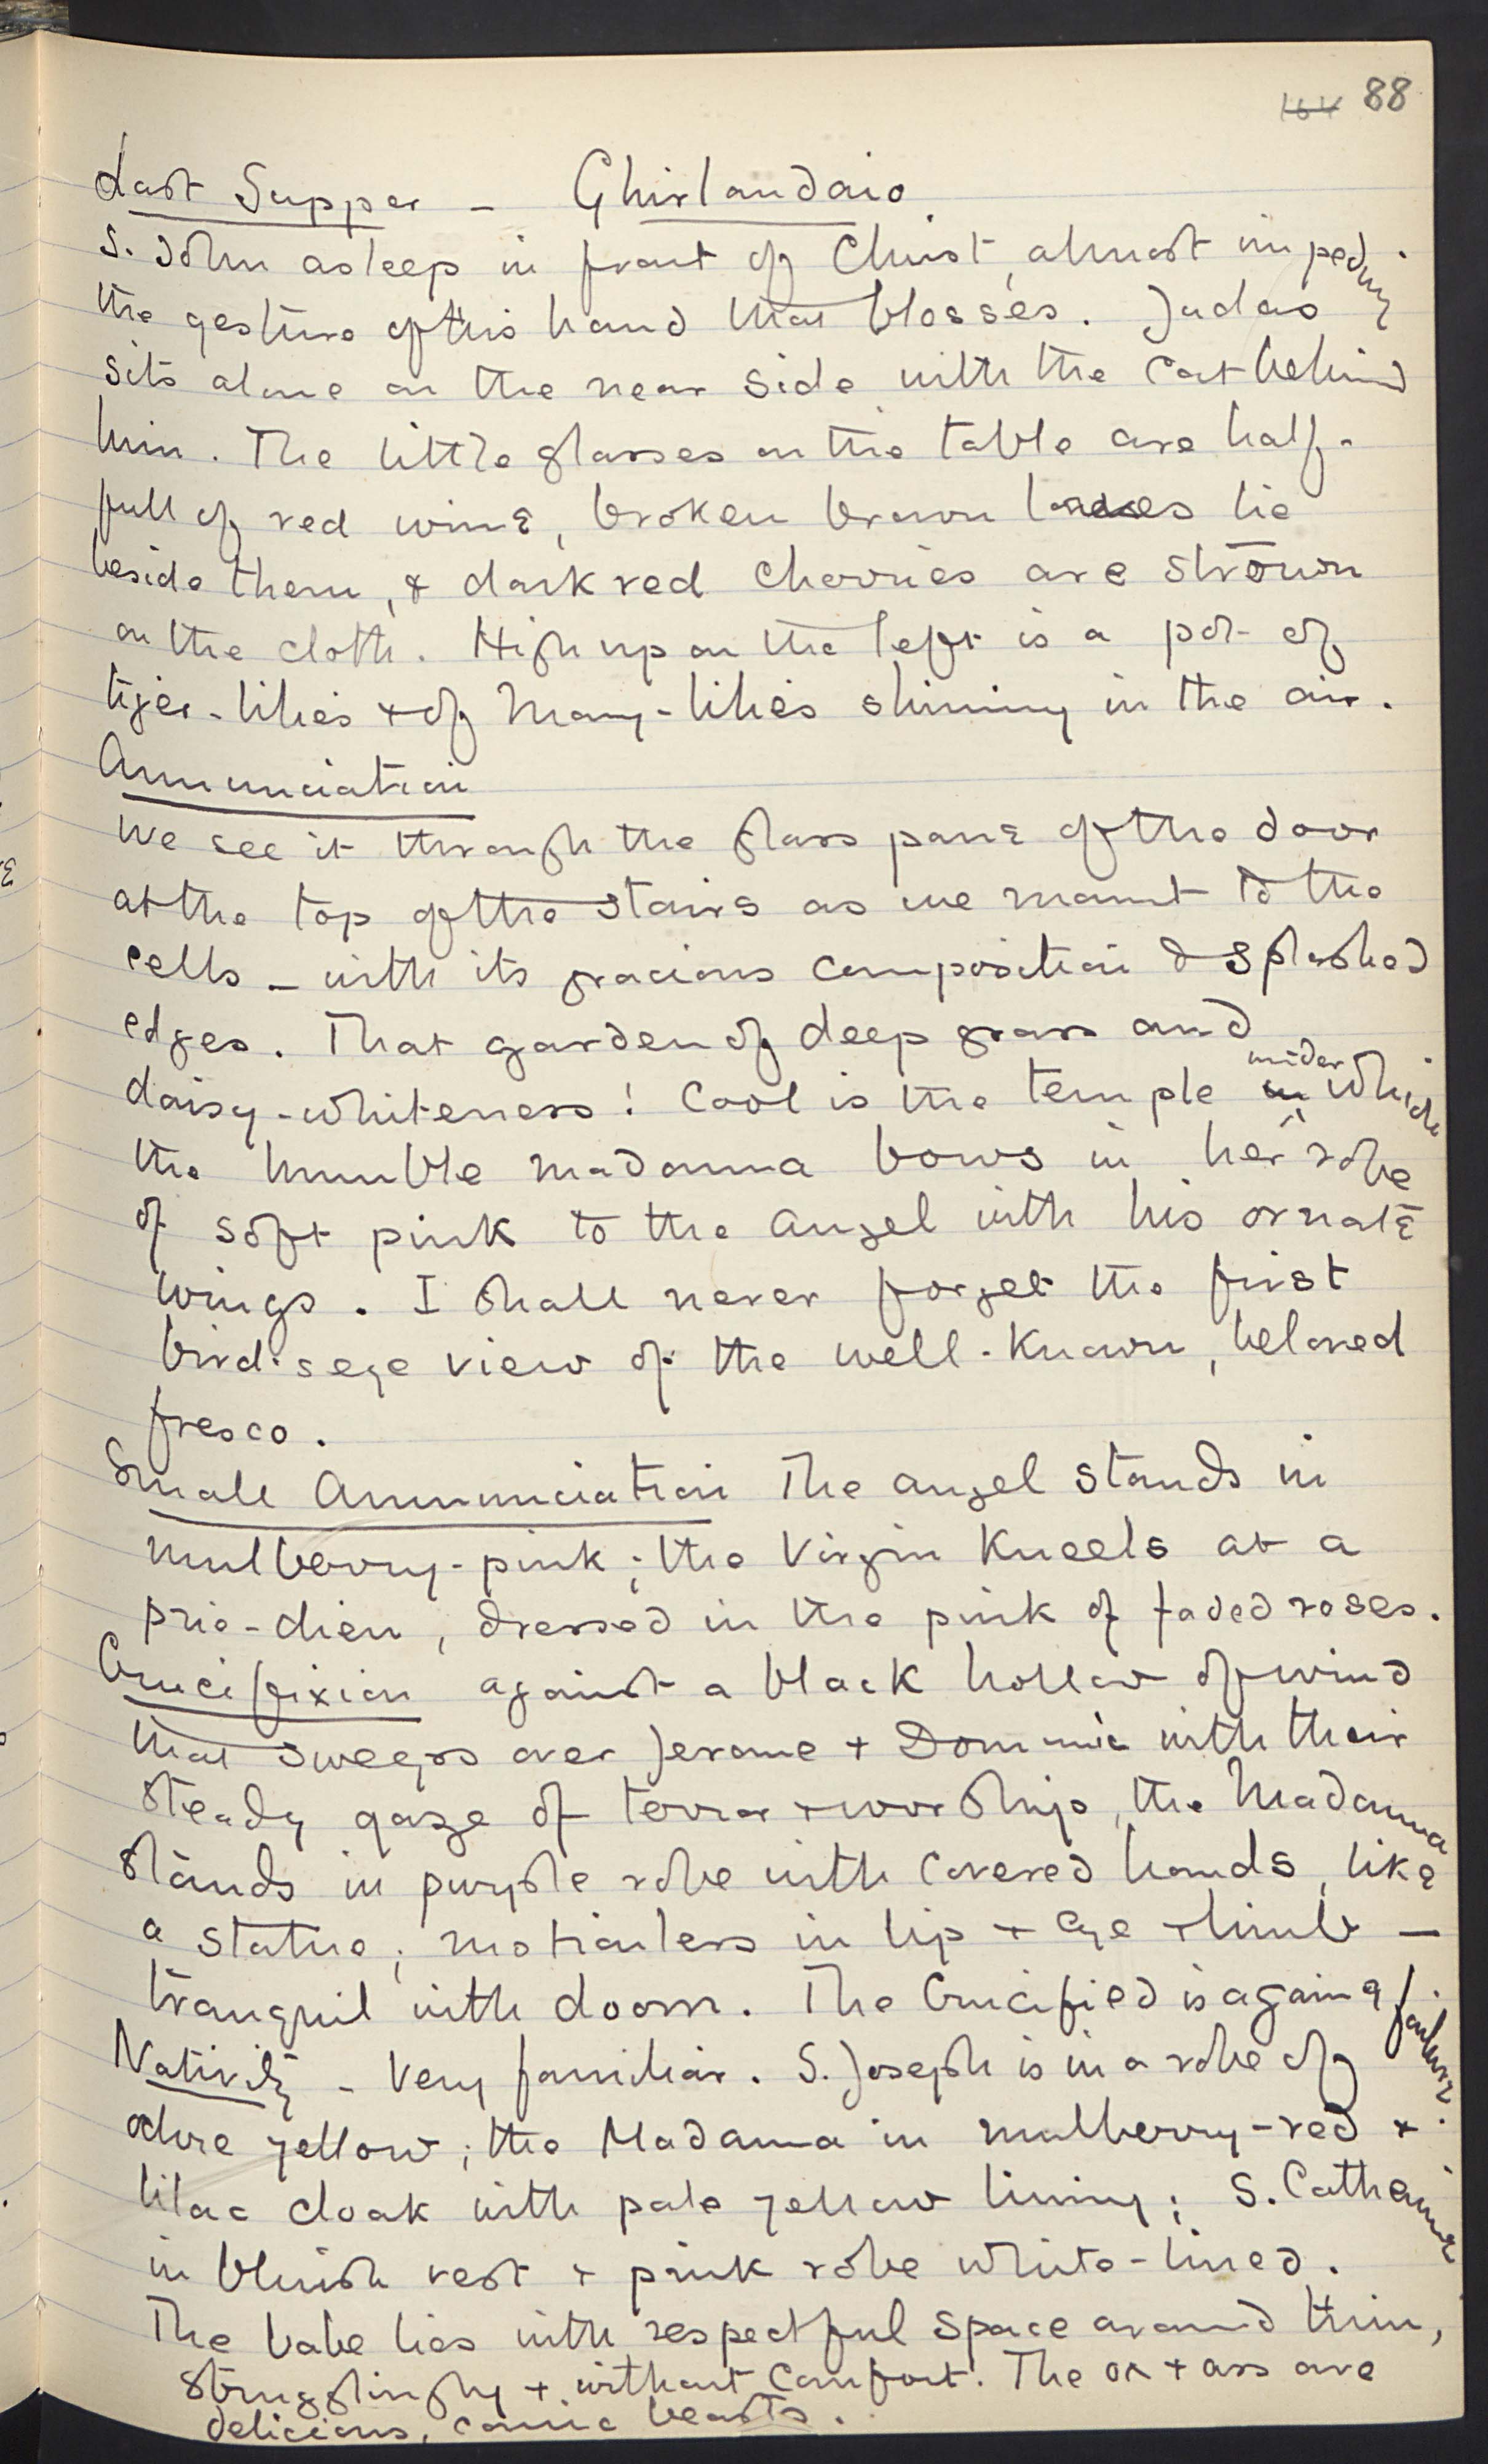 164 88
Last Supper - Ghirlandaio.
S. John asleep in front of Christ, almost impeding
the gesture of His hand that blesses. Judas
sits alone on the near side with the cat behind
him. The little glasses on the table are half-
full of red wine, broken brown loaves lie
beside them, & dark red cherries are strown
on the cloth. High up on the left is a pot of
tiger-lilies & of Mary-lilies shining in the air.
Annunciation
We see it through the glass pane of the door
at the top of the stairs as we mount to the
cells - with its gracious composition & splashed
edges. That garden of deep grass and
daisy-whiteness! Cool is the temple in under which
the humble madonna bows in her robe
of soft pink to the angel with his ornate
wings. I shall never forget the first
bird's eye view of the well-known, beloved
fresco.
Small Annunciation The angel stands in
mulberry-pink; the Virgin kneels at a
prie-dieu, dressed in the pink of faded roses.
Crucifixion against a black hollow of wind
that sweeps over Jerome & Dominic with their
steady gaze of terror & worship, the Madonna
stands in purple robe with covered hands, like
a statue; motionless in lip & eye & limb -
tranquil with doom. The Crucified is again a failure.
Nativity - Very familiar. S. Joseph is in a robe of
ochre yellow; the Madonna in mulberry-red &
lilac cloak with pale yellow lining; S. Catherine
in bluish vest & pink robe white-lined.
The babe lies with respectful space around Him,
strugglingly & without comfort. The ox & ass are
delicious, comic beasts.